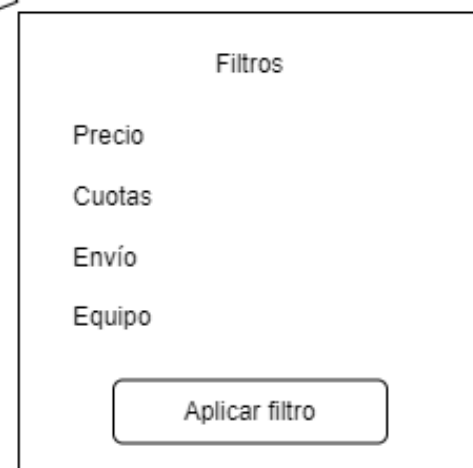 Filtros
Precio
Cuotas
Envío
Equipo
Aplicar filtro